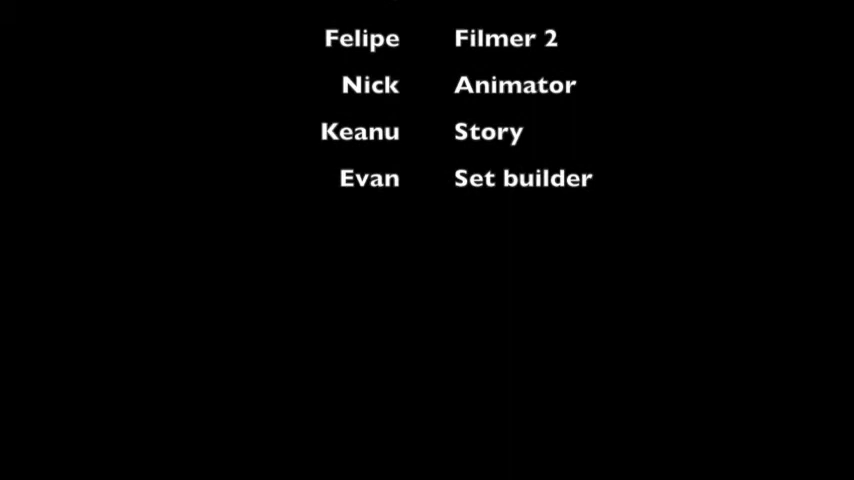 Felipe Filmer 2
Nick Animator
Keanu Story
Evan Set builder